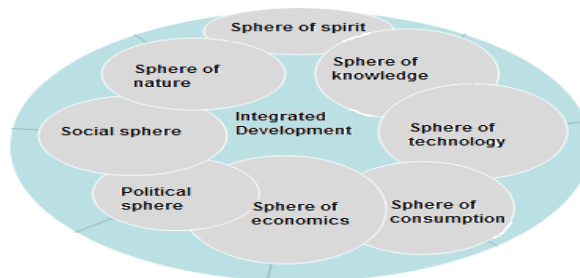 Sphere of spirit
Sphere of
nature
Sphere of
knowledge
Integrated
Development
Social sphere
Sphere of
technology
Political
sphere
Sphere of
economics
Sphere of
consumption